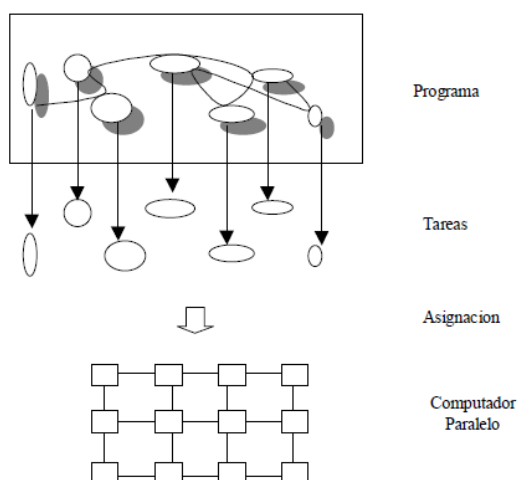 Programa
Tareas
Asignacion
Computador
Paralelo